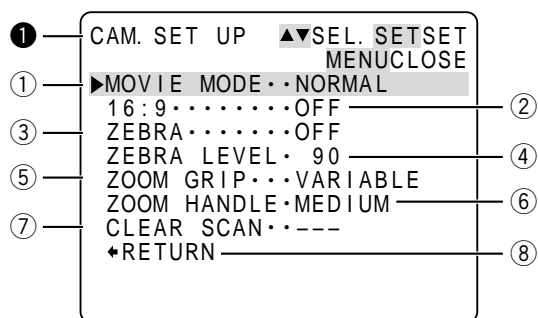 ❶ CAM. SET UP ▲▼SEL. SETSET
MENUCLOSE
① ▶MOVIE MODE··NORMAL
16:9········OFF ②
③ ZEBRA·······OFF
ZEBRA LEVEL· 90 ④
⑤ ZOOM GRIP···VARIABLE
ZOOM HANDLE·MEDIUM ⑥
⑦ CLEAR SCAN··---
🠸RETURN ⑧